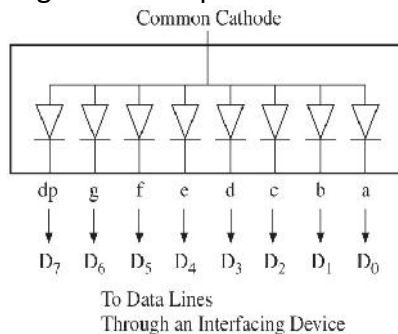 Common Cathode
dp g f e d c b a
D₇ D₆ D₅ D₄ D₃ D₂ D₁ D₀
To Data Lines
Through an Interfacing Device